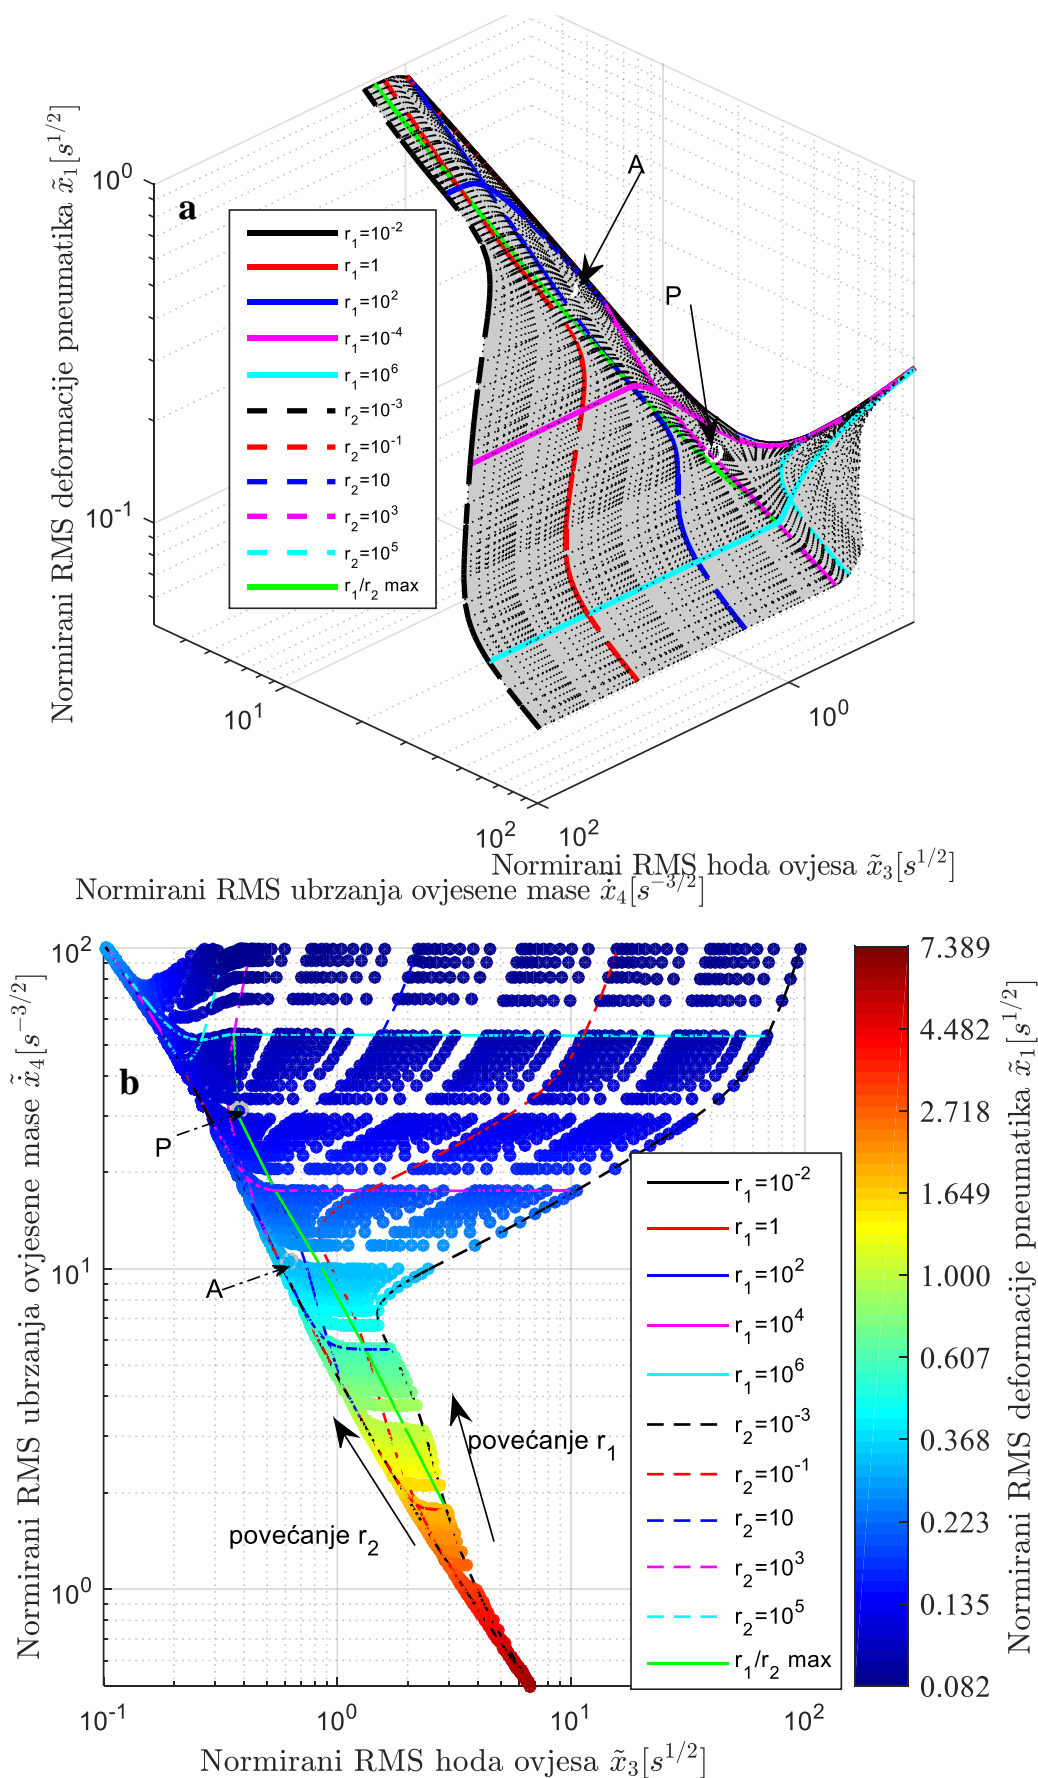 Normirani RMS deformacije pneumatika x̃₁[s^{1/2}]
a
A
P
10⁰
10⁻¹
r₁=10⁻²
r₁=1
r₁=10²
r₁=10⁻⁴
r₁=10⁶
r₂=10⁻³
r₂=10⁻¹
r₂=10
r₂=10³
r₂=10⁵
r₁/r₂ max
10¹
10²
10²
10⁰
Normirani RMS hoda ovjesa x̃₃[s^{1/2}]
Normirani RMS ubrzanja ovjesene mase ẋ̃₄[s^{-3/2}]
Normirani RMS ubrzanja ovjesene mase ẋ̃₄[s^{-3/2}]
10²
10¹
10⁰
b
P
A
povećanje r₁
povećanje r₂
r₁=10⁻²
r₁=1
r₁=10²
r₁=10⁴
r₁=10⁶
r₂=10⁻³
r₂=10⁻¹
r₂=10
r₂=10³
r₂=10⁵
r₁/r₂ max
10⁻¹
10⁰
10¹
10²
Normirani RMS hoda ovjesa x̃₃[s^{1/2}]
7.389
4.482
2.718
1.649
1.000
0.607
0.368
0.223
0.135
0.082
Normirani RMS deformacije pneumatika x̃₁[s^{1/2}]